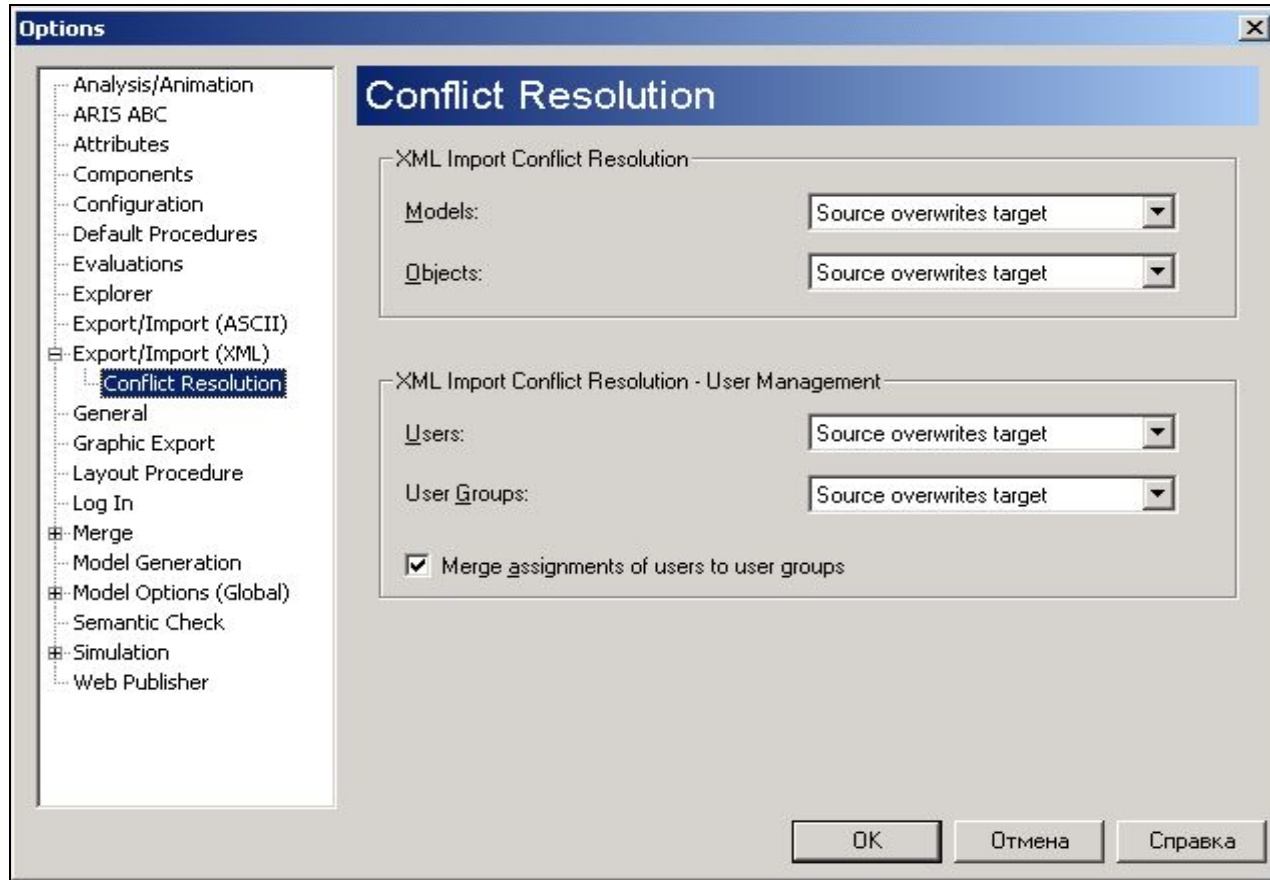 Options
Analysis/Animation
ARIS ABC
Attributes
Components
Configuration
Default Procedures
Evaluations
Explorer
Export/Import (ASCII)
Export/Import (XML)
Conflict Resolution
General
Graphic Export
Layout Procedure
Log In
Merge
Model Generation
Model Options (Global)
Semantic Check
Simulation
Web Publisher
Conflict Resolution
XML Import Conflict Resolution
Models: Source overwrites target
Objects: Source overwrites target
XML Import Conflict Resolution - User Management
Users: Source overwrites target
User Groups: Source overwrites target
Merge assignments of users to user groups
OK Отмена Справка